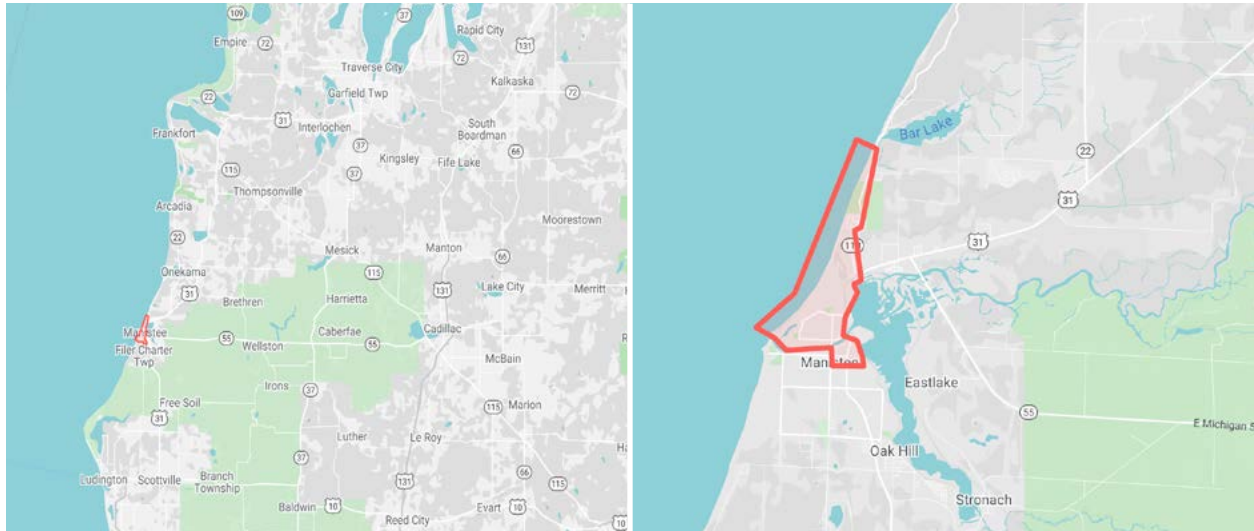 109
37
Rapid City
Empire
72
131
Traverse City
72
Kalkaska
Garfield Twp
72
22
31
Interlochen
South
Boardman
Frankfort
37
Kingsley
66
Fife Lake
115
37
Thompsonville
Arcadia
Moorestown
22
Mesick
Manton
66
Onekama
115
31
131
Lake City
Brethren
Harrietta
Merritt
Manistee
Caberfae
Cadillac
55
Wellston
55
Filer Charter
Twp
McBain
Irons
37
Free Soil
115
Marion
31
Luther
Le Roy
66
Ludington
Scottville
Branch
Township
131
115
10
10
Evart
10
Baldwin
Reed City
Bar Lake
22
31
31
Manistee
Eastlake
55
E Michigan 5
Oak Hill
Stronach